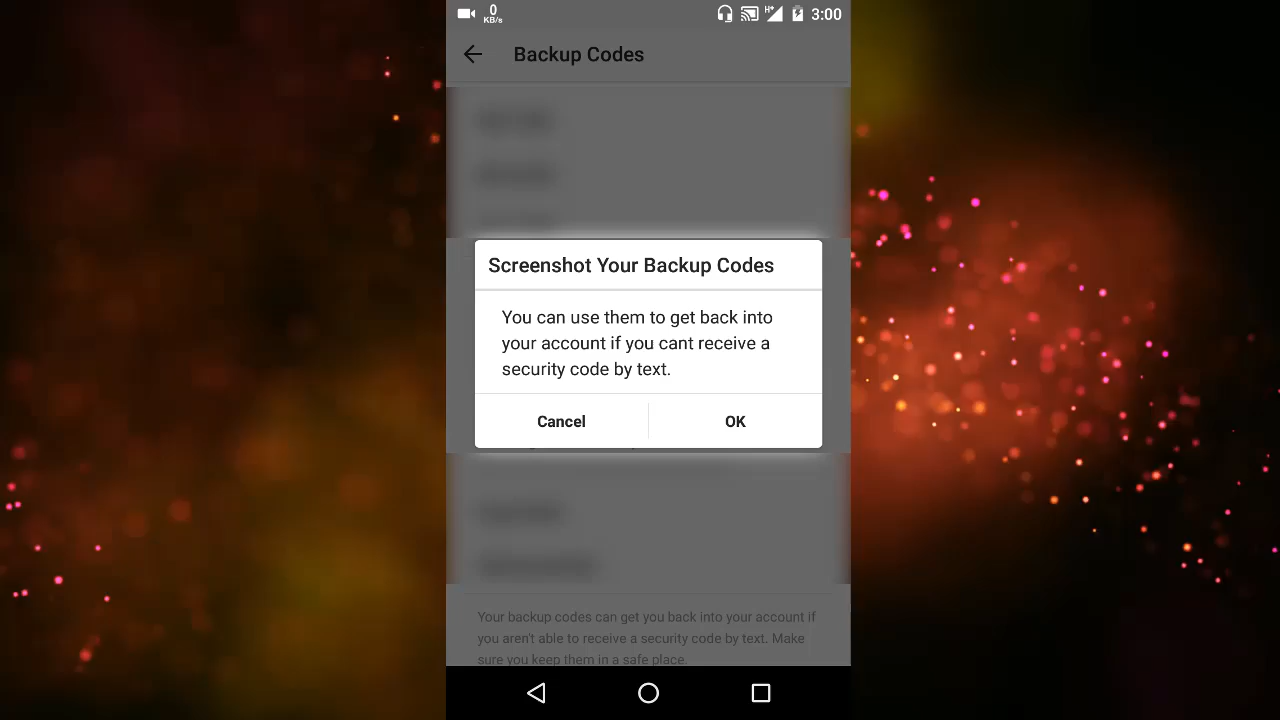 0
KB/s
H+
3:00
Backup Codes
Screenshot Your Backup Codes
You can use them to get back into
your account if you cant receive a
security code by text.
Cancel
OK
Your backup codes can get you back into your account if
you aren't able to receive a security code by text. Make
sure you keep them in a safe place.